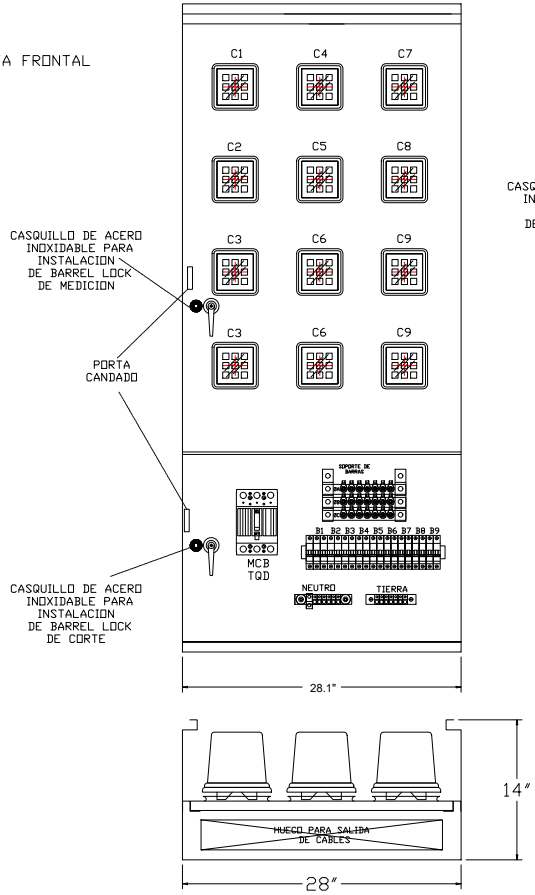 A FRONTAL
C1 C4 C7
C2 C5 C8
CASQUILLO DE ACERO
INOXIDABLE PARA
INSTALACION
DE BARREL LOCK
DE MEDICION
C3 C6 C9
PORTA
CANDADO
C3 C6 C9
SOPORTE DE
BARRAS
B1 B2 B3 B4 B5 B6 B7 B8 B9
MCB
TQD
NEUTRO TIERRA
CASQUILLO DE ACERO
INOXIDABLE PARA
INSTALACION
DE BARREL LOCK
DE CORTE
28.1"
14"
HUECO PARA SALIDA
DE CABLES
28"